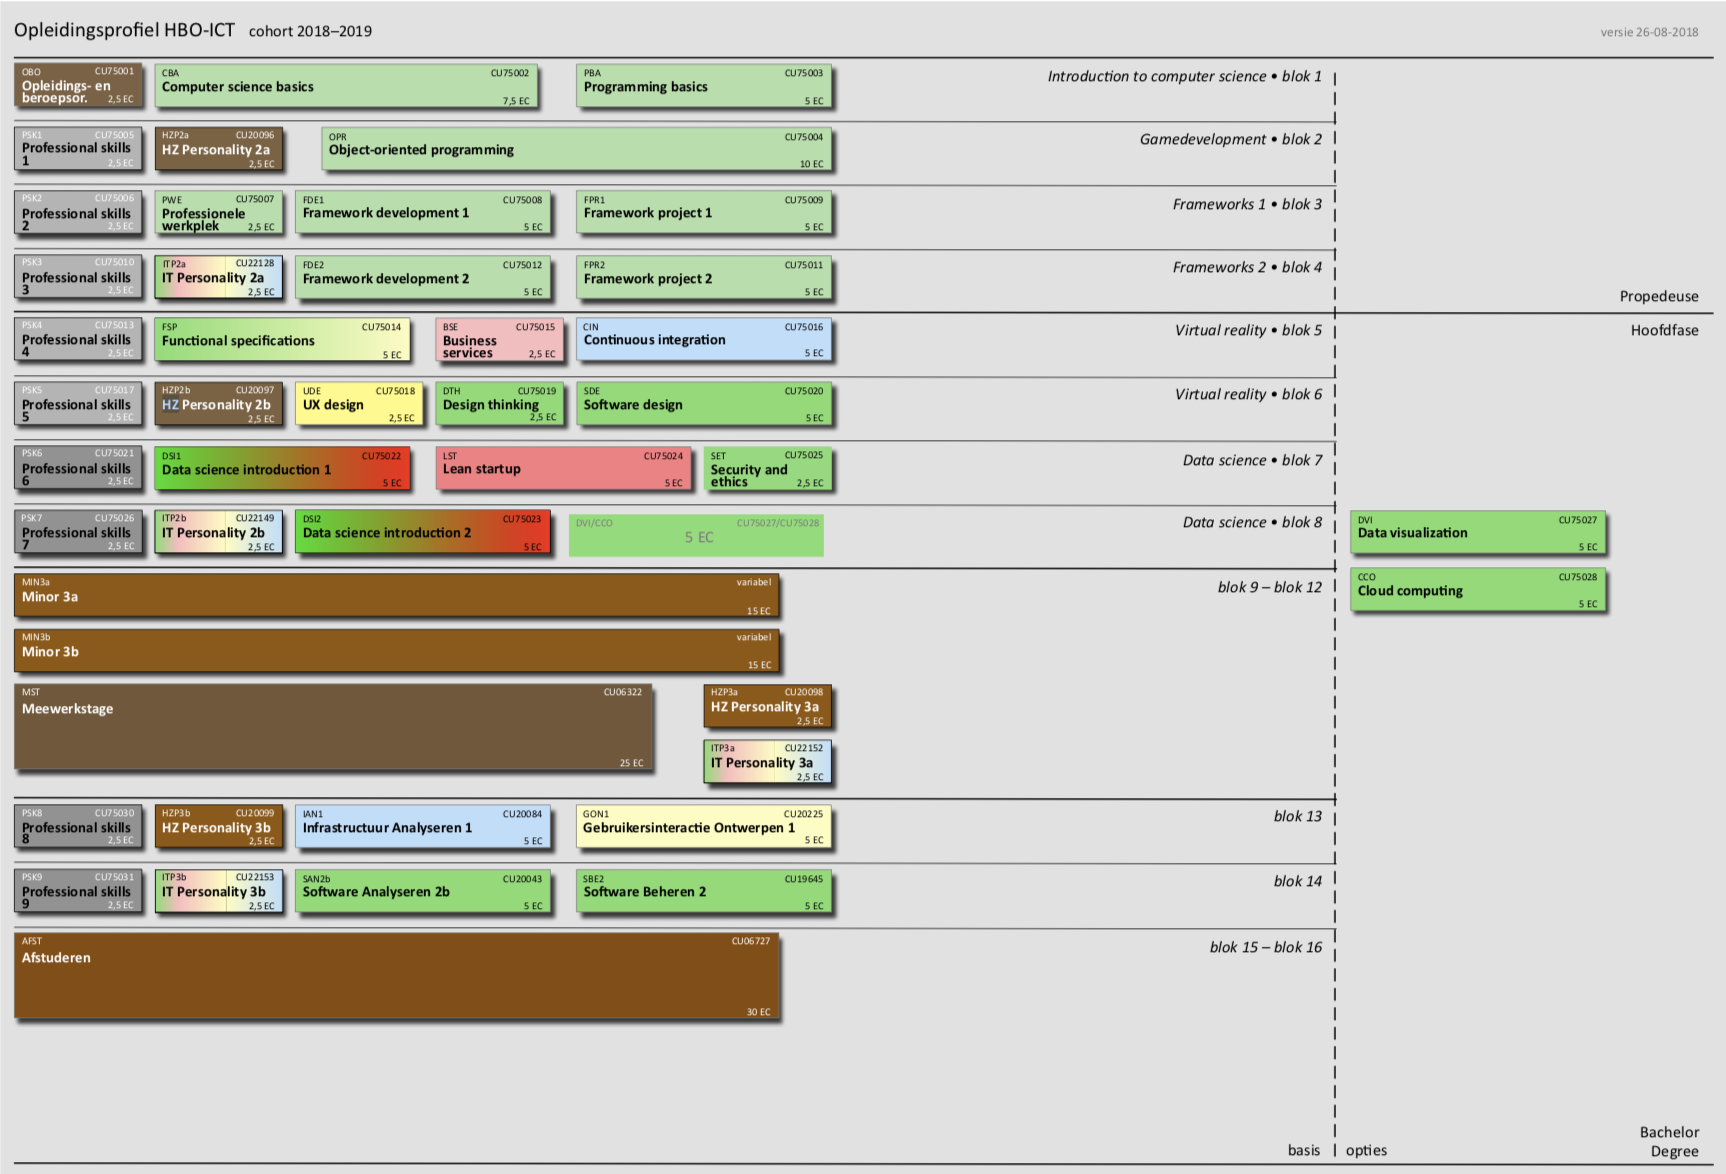 Opleidingsprofiel HBO-ICT cohort 2018–2019
versie 26-08-2018
OBO CU75001
Opleidings- en
beroepsor. 2,5 EC
CBA CU75002
Computer science basics
7,5 EC
PBA CU75003
Programming basics
5 EC
Introduction to computer science • blok 1
PSK1 CU75005
Professional skills
1 2,5 EC
HZP2a CU20096
HZ Personality 2a
2,5 EC
OPR CU75004
Object-oriented programming
10 EC
Gamedevelopment • blok 2
PSK2 CU75006
Professional skills
2 2,5 EC
PWE CU75007
Professionele
werkplek 2,5 EC
FDE1 CU75008
Framework development 1
5 EC
FPR1 CU75009
Framework project 1
5 EC
Frameworks 1 • blok 3
PSK3 CU75010
Professional skills
3 2,5 EC
ITP2a CU22128
IT Personality 2a
2,5 EC
FDE2 CU75012
Framework development 2
5 EC
FPR2 CU75011
Framework project 2
5 EC
Frameworks 2 • blok 4
Propedeuse
PSK4 CU75013
Professional skills
4 2,5 EC
FSP CU75014
Functional specifications
5 EC
BSE CU75015
Business
services 2,5 EC
CIN CU75016
Continuous integration
5 EC
Virtual reality • blok 5
Hoofdfase
PSK5 CU75017
Professional skills
5 2,5 EC
HZP2b CU20097
HZ Personality 2b
2,5 EC
UDE CU75018
UX design
2,5 EC
DTH CU75019
Design thinking
2,5 EC
SDE CU75020
Software design
5 EC
Virtual reality • blok 6
PSK6 CU75021
Professional skills
6 2,5 EC
DSI1 CU75022
Data science introduction 1
5 EC
LST CU75024
Lean startup
5 EC
SET CU75025
Security and
ethics 2,5 EC
Data science • blok 7
PSK7 CU75026
Professional skills
7 2,5 EC
ITP2b CU22149
IT Personality 2b
2,5 EC
DSI2 CU75023
Data science introduction 2
5 EC
DVI/CCO CU75027/CU75028
5 EC
Data science • blok 8
DVI CU75027
Data visualization
5 EC
CCO CU75028
Cloud computing
5 EC
MIN3a variabel
Minor 3a
15 EC
blok 9 – blok 12
MIN3b variabel
Minor 3b
15 EC
MST CU06322
Meewerkstage
25 EC
HZP3a CU20098
HZ Personality 3a
2,5 EC
ITP3a CU22152
IT Personality 3a
2,5 EC
PSK8 CU75030
Professional skills
8 2,5 EC
HZP3b CU20099
HZ Personality 3b
2,5 EC
IAN1 CU20084
Infrastructuur Analyseren 1
5 EC
GON1 CU20225
Gebruikersinteractie Ontwerpen 1
5 EC
blok 13
PSK9 CU75031
Professional skills
9 2,5 EC
ITP3b CU22153
IT Personality 3b
2,5 EC
SAN2b CU20043
Software Analyseren 2b
5 EC
SBE2 CU19645
Software Beheren 2
5 EC
blok 14
AFST CU06727
Afstuderen
30 EC
blok 15 – blok 16
basis
opties
Bachelor
Degree